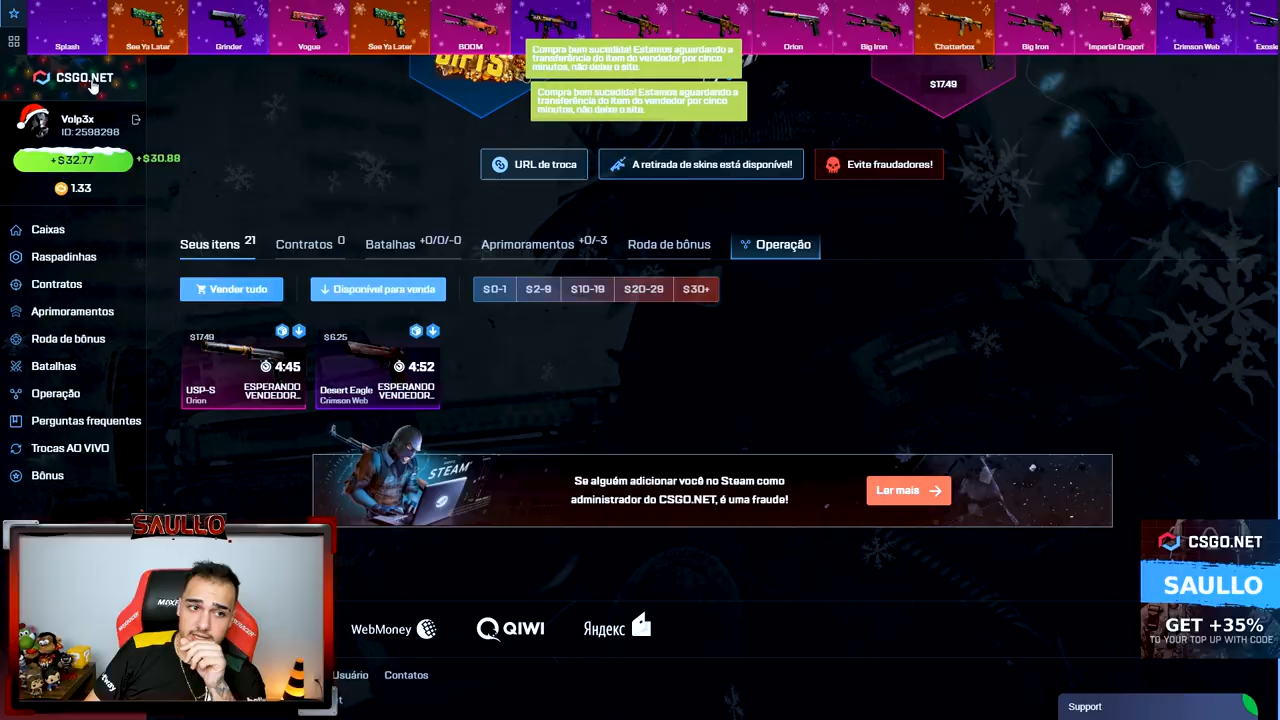 Splash
See Ya Later
Grinder
Vogue
See Ya Later
BOOM
Orion
Big Iron
Chatterbox
Big Iron
Imperial Dragon
Crimson Web
CSGO.NET
GIFTS
Compra bem sucedida! Estamos aguardando a
transferência do item do vendedor por cinco
minutos, não deixe o site.
Compra bem sucedida! Estamos aguardando a
transferência do item do vendedor por cinco
minutos, não deixe o site.
$17.49
Volp3x
ID: 2598298
+$32.77
+$30.88
1.33
URL de troca
A retirada de skins está disponível!
Evite fraudadores!
Caixas
Raspadinhas
Contratos
Aprimoramentos
Roda de bônus
Batalhas
Operação
Perguntas frequentes
Trocas AO VIVO
Bônus
Seus itens 21
Contratos 0
Batalhas +0/0/-0
Aprimoramentos +0/-3
Roda de bônus
Operação
Vender tudo
Disponível para venda
$0-1
$2-9
$10-19
$20-29
$30+
$17.49
4:45
USP-S
Orion
ESPERANDO
VENDEDOR...
$6.25
4:52
Desert Eagle
Crimson Web
ESPERANDO
VENDEDOR...
STEAM
Se alguém adicionar você no Steam como
administrador do CSGO.NET, é uma fraude!
Ler mais
SAULLO
CSGO.NET
SAULLO
GET +35%
TO YOUR TOP UP WITH CODE
WebMoney
QIWI
Яндекс
Usuário
Contatos
Support